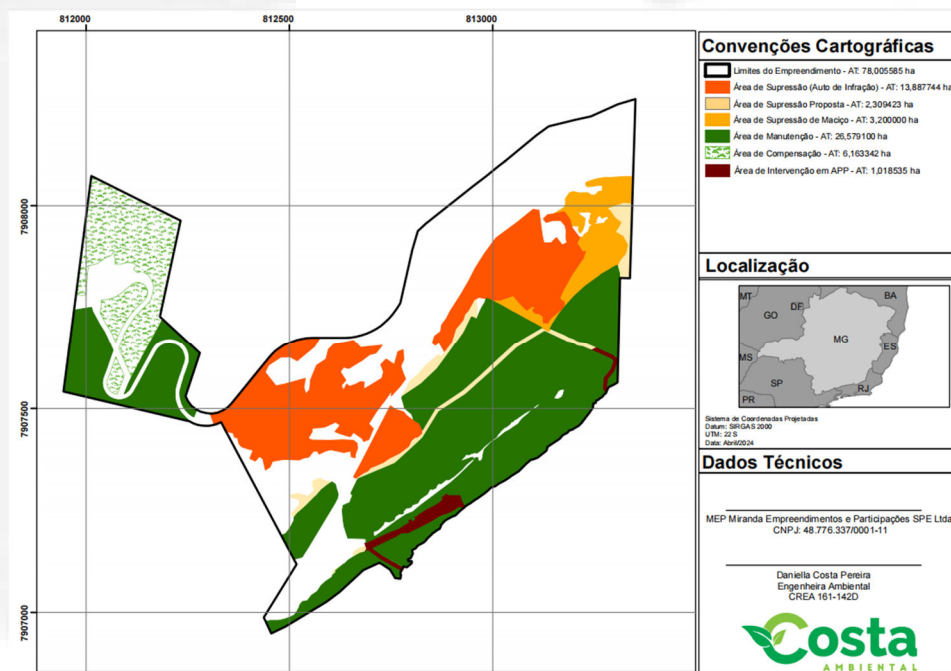 812000 812500 813000
7908000
7907000
7907000
Convenções Cartográficas
Limites do Empreendimento - AT: 78,005585 ha
Área de Supressão (Auto de Infração) - AT: 13,887744 ha
Área de Supressão Proposta - AT: 2,309423 ha
Área de Supressão de Maciço - AT: 3,200000 ha
Área de Manutenção - AT: 26,579100 ha
Área de Compensação - AT: 6,163342 ha
Área de Intervenção em APP - AT: 1,018535 ha
Localização
MT
GO
DF
BA
MG
ES
MS
SP
RJ
PR
Sistema de Coordenadas Projetadas
Datum: SIRGAS 2000
UTM: 22 S
Data: Abril/2024
Dados Técnicos
MEP Miranda Empreendimentos e Participações SPE Ltda
CNPJ: 48.776.337/0001-11
Daniella Costa Pereira
Engenheira Ambiental
CREA 161-142D
Costa
AMBIENTAL